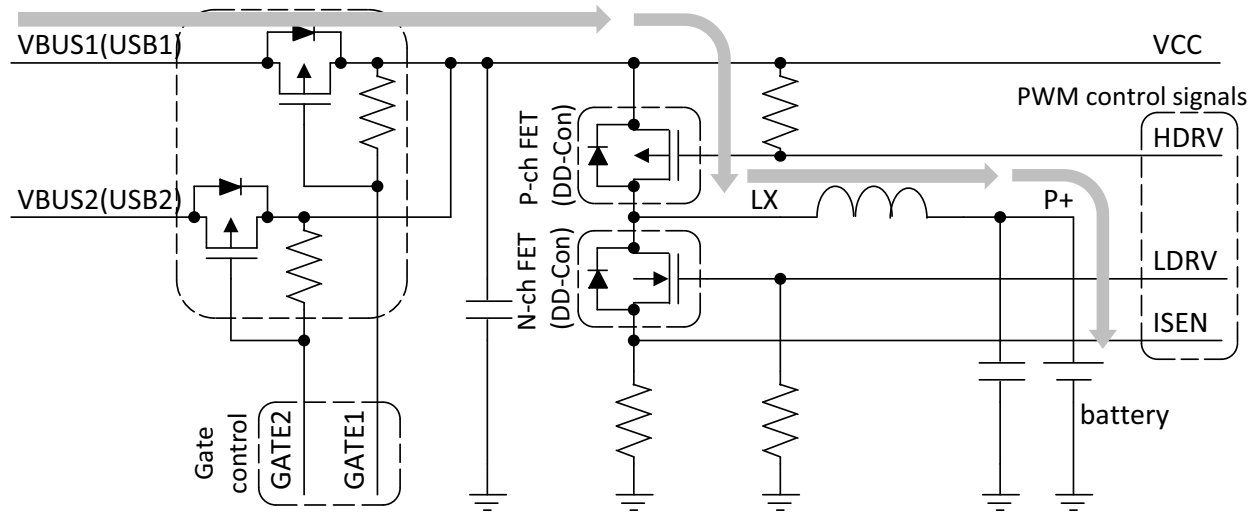 VBUS1(USB1)
VCC
PWM control signals
HDRV
P-ch FET
(DD-Con)
VBUS2(USB2)
LX
P+
N-ch FET
(DD-Con)
LDRV
ISEN
battery
Gate
control
GATE2
GATE1